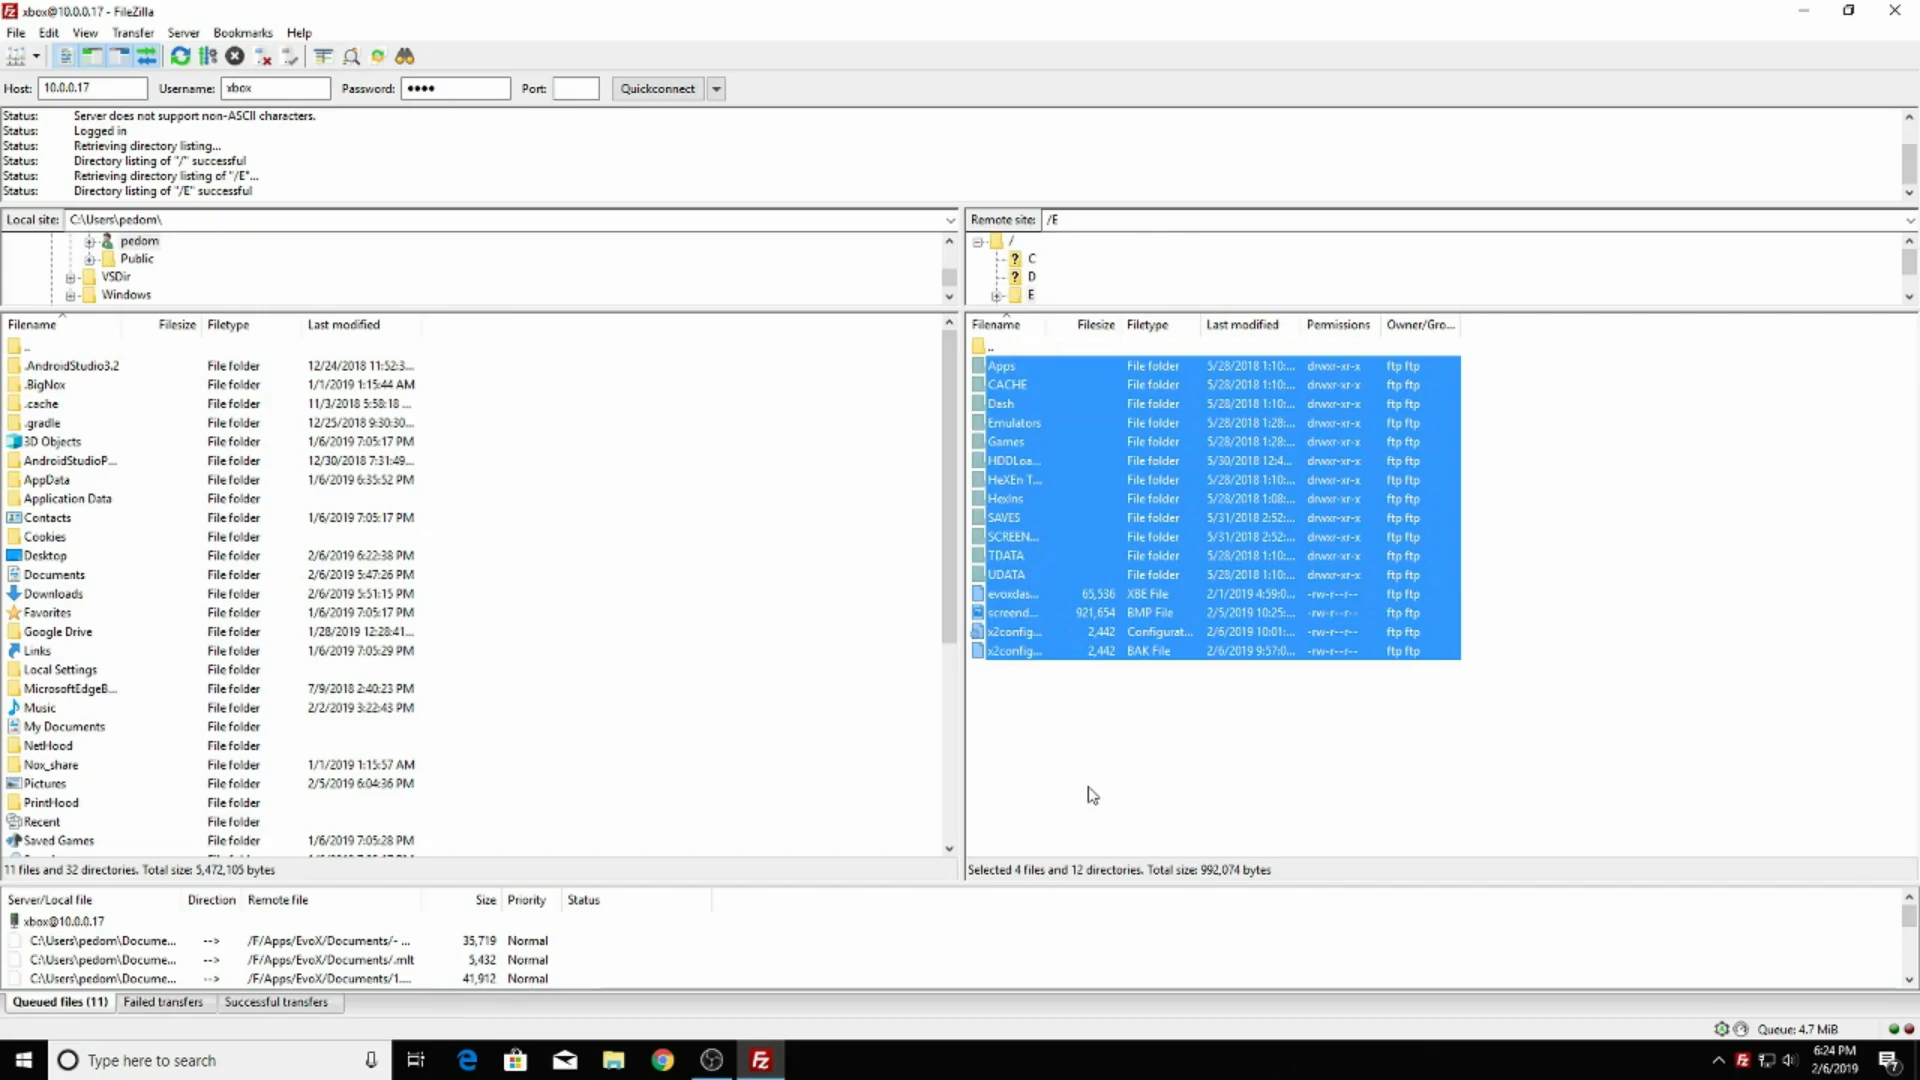 xbox@10.0.0.17 - FileZilla
File Edit View Transfer Server Bookmarks Help
Host: 10.0.0.17 Username: xbox Password: •••• Port: Quickconnect
Status: Server does not support non-ASCII characters.
Status: Logged in
Status: Retrieving directory listing...
Status: Directory listing of "/" successful
Status: Retrieving directory listing of "/E"...
Status: Directory listing of "/E" successful
Local site: C:\Users\pedom\
pedom
Public
VSDir
Windows
Remote site: /E
/
? C
? D
E
Filename Filesize Filetype Last modified
..
.AndroidStudio3.2 File folder 12/24/2018 11:52:3...
.BigNox File folder 1/1/2019 1:15:44 AM
.cache File folder 11/3/2018 5:58:18 ...
.gradle File folder 12/25/2018 9:30:30...
3D Objects File folder 1/6/2019 7:05:17 PM
AndroidStudioP... File folder 12/30/2018 7:31:49...
AppData File folder 1/6/2019 6:35:52 PM
Application Data File folder
Contacts File folder 1/6/2019 7:05:17 PM
Cookies File folder
Desktop File folder 2/6/2019 6:22:38 PM
Documents File folder 2/6/2019 5:47:26 PM
Downloads File folder 2/6/2019 5:51:15 PM
Favorites File folder 1/6/2019 7:05:17 PM
Google Drive File folder 1/28/2019 12:28:41...
Links File folder 1/6/2019 7:05:29 PM
Local Settings File folder
MicrosoftEdgeB... File folder 7/9/2018 2:40:23 PM
Music File folder 2/2/2019 3:22:43 PM
My Documents File folder
NetHood File folder
Nox_share File folder 1/1/2019 1:15:57 AM
Pictures File folder 2/5/2019 6:04:36 PM
PrintHood File folder
Recent File folder
Saved Games File folder 1/6/2019 7:05:28 PM
11 files and 32 directories. Total size: 5,472,105 bytes
Filename Filesize Filetype Last modified Permissions Owner/Gro...
..
Apps File folder 5/28/2018 1:10:... drwxr-xr-x ftp ftp
CACHE File folder 5/28/2018 1:10:... drwxr-xr-x ftp ftp
Dash File folder 5/28/2018 1:10:... drwxr-xr-x ftp ftp
Emulators File folder 5/28/2018 1:28:... drwxr-xr-x ftp ftp
Games File folder 5/28/2018 1:28:... drwxr-xr-x ftp ftp
HDDLoa... File folder 5/30/2018 12:4... drwxr-xr-x ftp ftp
HeXEn T... File folder 5/28/2018 1:10:... drwxr-xr-x ftp ftp
HexIns File folder 5/28/2018 1:08:... drwxr-xr-x ftp ftp
SAVES File folder 5/31/2018 2:52:... drwxr-xr-x ftp ftp
SCREEN... File folder 5/31/2018 2:52:... drwxr-xr-x ftp ftp
TDATA File folder 5/28/2018 1:10:... drwxr-xr-x ftp ftp
UDATA File folder 5/28/2018 1:10:... drwxr-xr-x ftp ftp
evoxdas... 65,536 XBE File 2/1/2019 4:59:0... -rw-r--r-- ftp ftp
screend... 921,654 BMP File 2/5/2019 10:25:... -rw-r--r-- ftp ftp
x2config... 2,442 Configurat... 2/6/2019 10:01:... -rw-r--r-- ftp ftp
x2config... 2,442 BAK File 2/6/2019 9:57:0... -rw-r--r-- ftp ftp
Selected 4 files and 12 directories. Total size: 992,074 bytes
Server/Local file Direction Remote file Size Priority Status
xbox@10.0.0.17
C:\Users\pedom\Docume... --> /F/Apps/EvoX/Documents/- ... 35,719 Normal
C:\Users\pedom\Docume... --> /F/Apps/EvoX/Documents/.mlt 5,432 Normal
C:\Users\pedom\Docume... --> /F/Apps/EvoX/Documents/1.... 41,912 Normal
Queued files (11) Failed transfers Successful transfers
Queue: 4.7 MiB
Type here to search
6:24 PM
2/6/2019
7